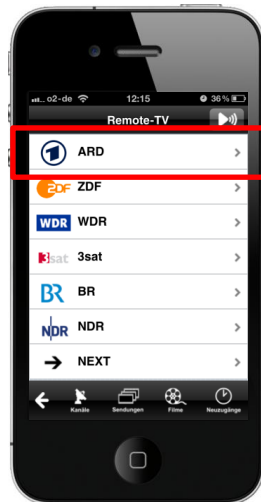 o2-de 12:15 36%
Remote-TV
ARD
ZDF ZDF
WDR WDR
3sat 3sat
BR BR
NDR NDR
NEXT
Kanäle Sendungen Filme Neuzugänge